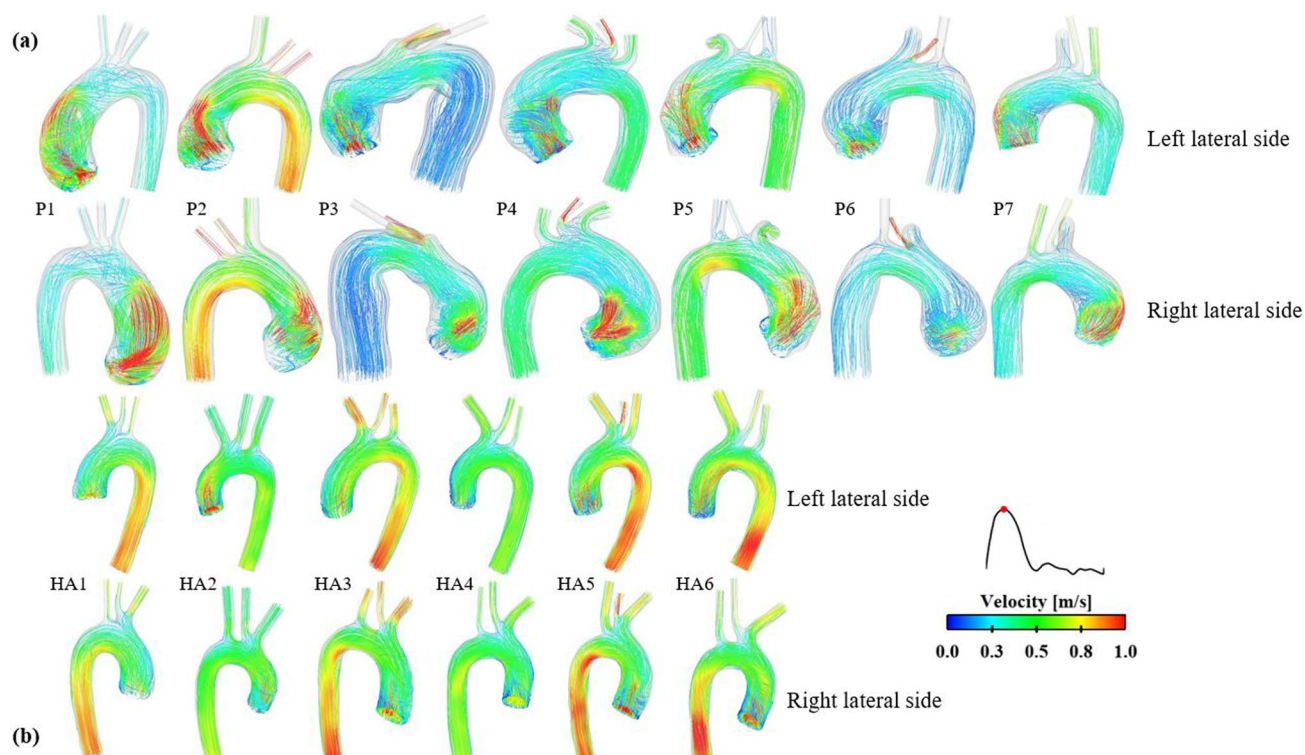 (a)
Left lateral side
P1 P2 P3 P4 P5 P6 P7
Right lateral side
Left lateral side
HA1 HA2 HA3 HA4 HA5 HA6
Velocity [m/s]
0.0 0.3 0.5 0.8 1.0
Right lateral side
(b)